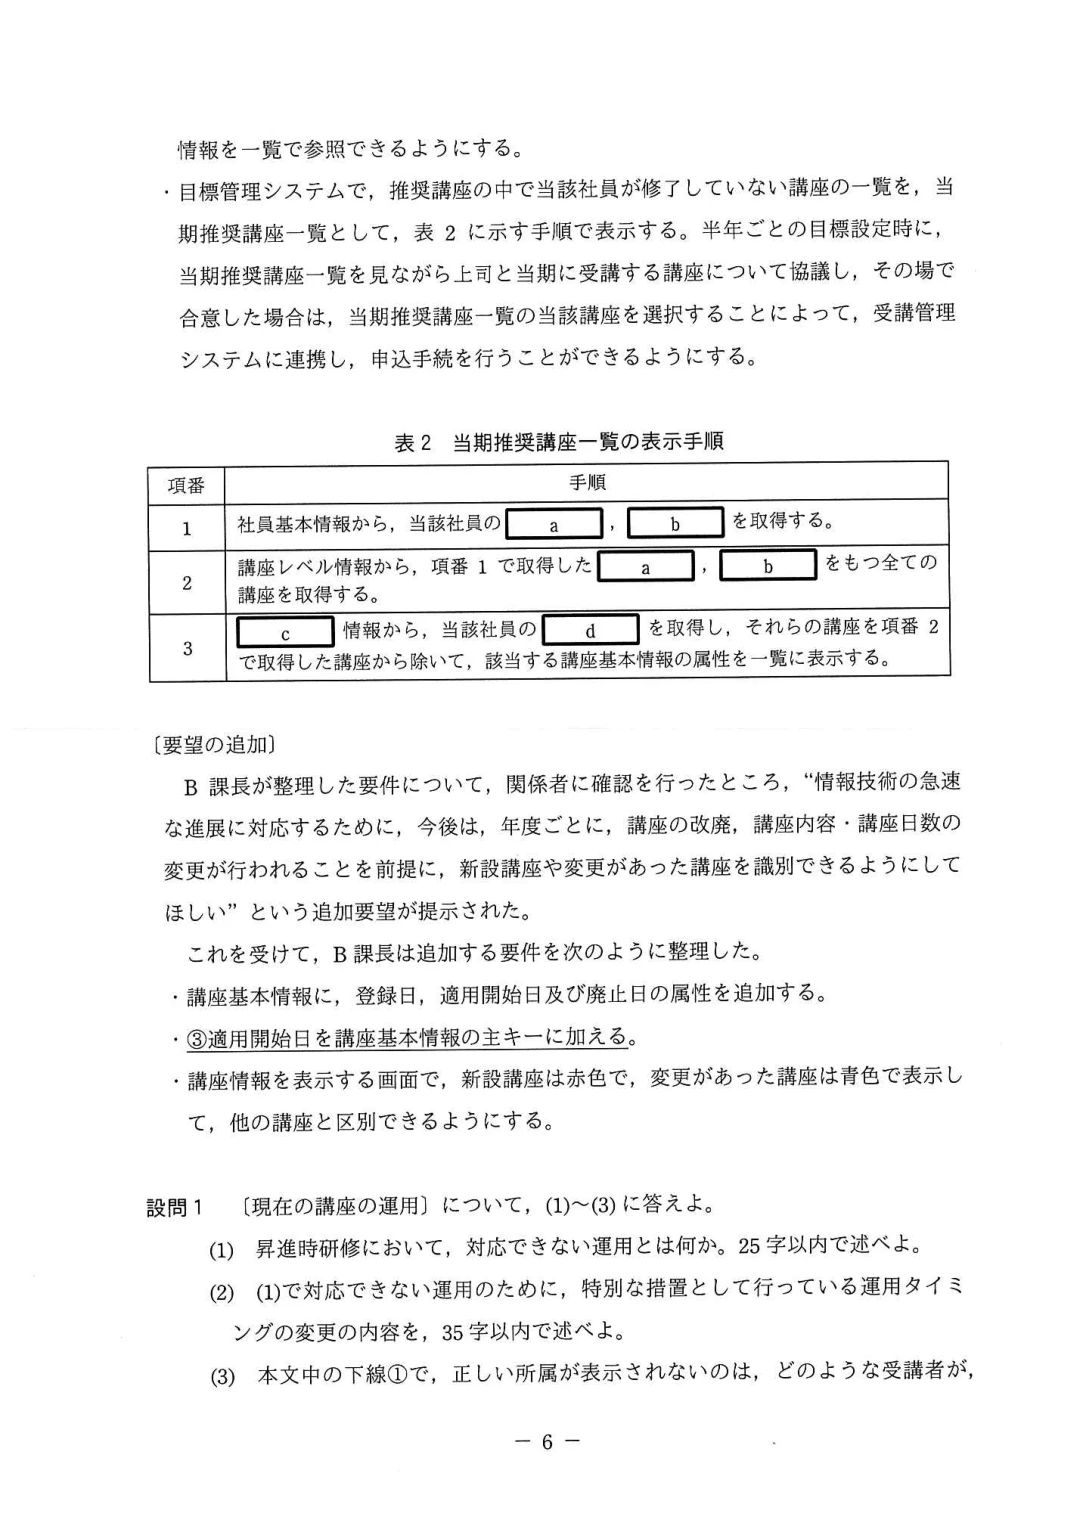 情報を一覧で参照できるようにする。
・目標管理システムで，推奨講座の中で当該社員が修了していない講座の一覧を，当
期推奨講座一覧として，表 2 に示す手順で表示する。半年ごとの目標設定時に，
当期推奨講座一覧を見ながら上司と当期に受講する講座について協議し，その場で
合意した場合は，当期推奨講座一覧の当該講座を選択することによって，受講管理
システムに連携し，申込手続を行うことができるようにする。
表 2　当期推奨講座一覧の表示手順
項番　手順
1　社員基本情報から，当該社員の a ， b を取得する。
2　講座レベル情報から，項番 1 で取得した a ， b をもつ全ての
講座を取得する。
3　c 情報から，当該社員の d を取得し，それらの講座を項番 2
で取得した講座から除いて，該当する講座基本情報の属性を一覧に表示する。
〔要望の追加〕
B 課長が整理した要件について，関係者に確認を行ったところ，“情報技術の急速
な進展に対応するために，今後は，年度ごとに，講座の改廃，講座内容・講座日数の
変更が行われることを前提に，新設講座や変更があった講座を識別できるようにして
ほしい”という追加要望が提示された。
これを受けて，B 課長は追加する要件を次のように整理した。
・講座基本情報に，登録日，適用開始日及び廃止日の属性を追加する。
・③適用開始日を講座基本情報の主キーに加える。
・講座情報を表示する画面で，新設講座は赤色で，変更があった講座は青色で表示し
て，他の講座と区別できるようにする。
設問 1　〔現在の講座の運用〕について，(1)～(3) に答えよ。
(1)　昇進時研修において，対応できない運用とは何か。25 字以内で述べよ。
(2)　(1)で対応できない運用のために，特別な措置として行っている運用タイミ
ングの変更の内容を，35 字以内で述べよ。
(3)　本文中の下線①で，正しい所属が表示されないのは，どのような受講者が，
－ 6 －